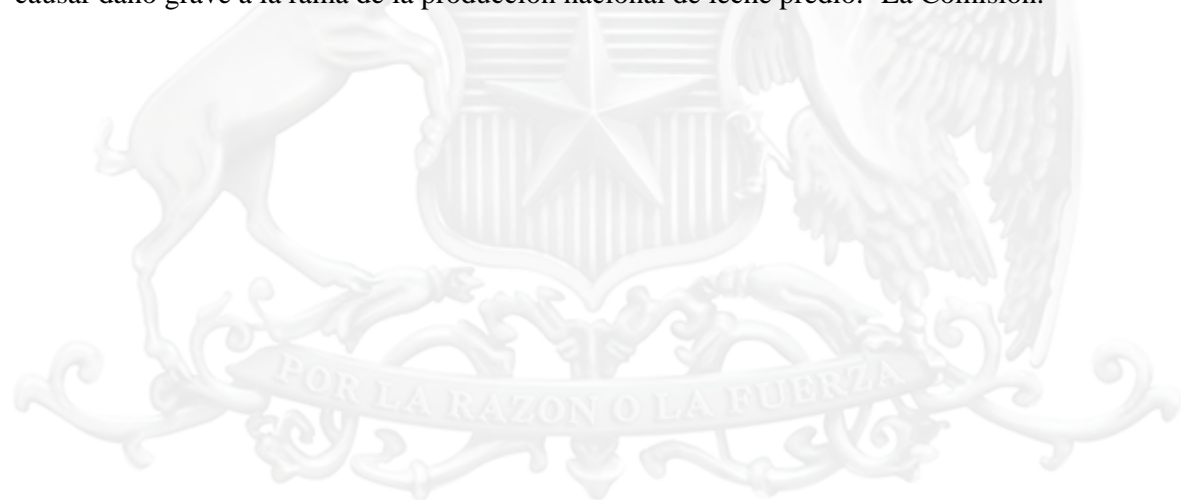 causar daño grave a la rama de la producción nacional de leche predio. La Comisión.
POR LA RAZON O LA FUERZA